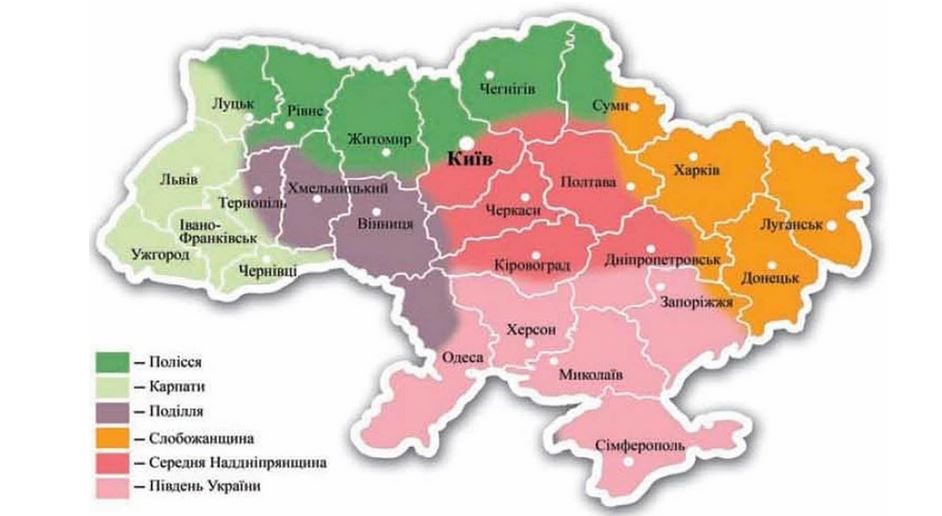 Чегнігів
Луцьк
Рівне
Суми
Житомир
Київ
Харків
Львів
Хмельницький
Полтава
Тернопіль
Черкаси
Вінниця
Луганськ
Івано-
Франківськ
Ужгород
Чернівці
Кіровоград
Дніпропетровськ
Донецьк
Запоріжжя
Херсон
Одеса
Миколаїв
Сімферополь
– Полісся
– Карпати
– Поділля
– Слобожанщина
– Середня Наддніпрянщина
– Південь України